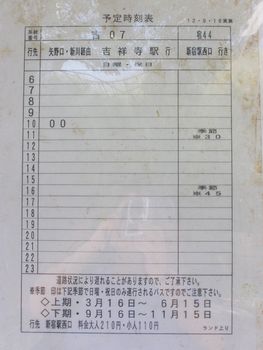 予定時刻表
12・9・16実施
系統番号 吉07 宿44
行先 矢野口・新川経由 吉祥寺駅 行 新宿駅西口 行き
日曜・祝日
6
7
8
9
10 00
11 季節 ※30
12
13
14
15
16 季節 ※45
17
18
19
20
21
22
23
道路状況により遅れることがありますので、ご了承下さい。
※季節 印は下記季節で日曜・祝日のみ運行されるバスですのでご注意下さい。
◇上期・3月16日～ 6月15日
◇下期・9月16日～11月15日
行先 新宿駅西口 料金大人210円・小人110円
ランドより